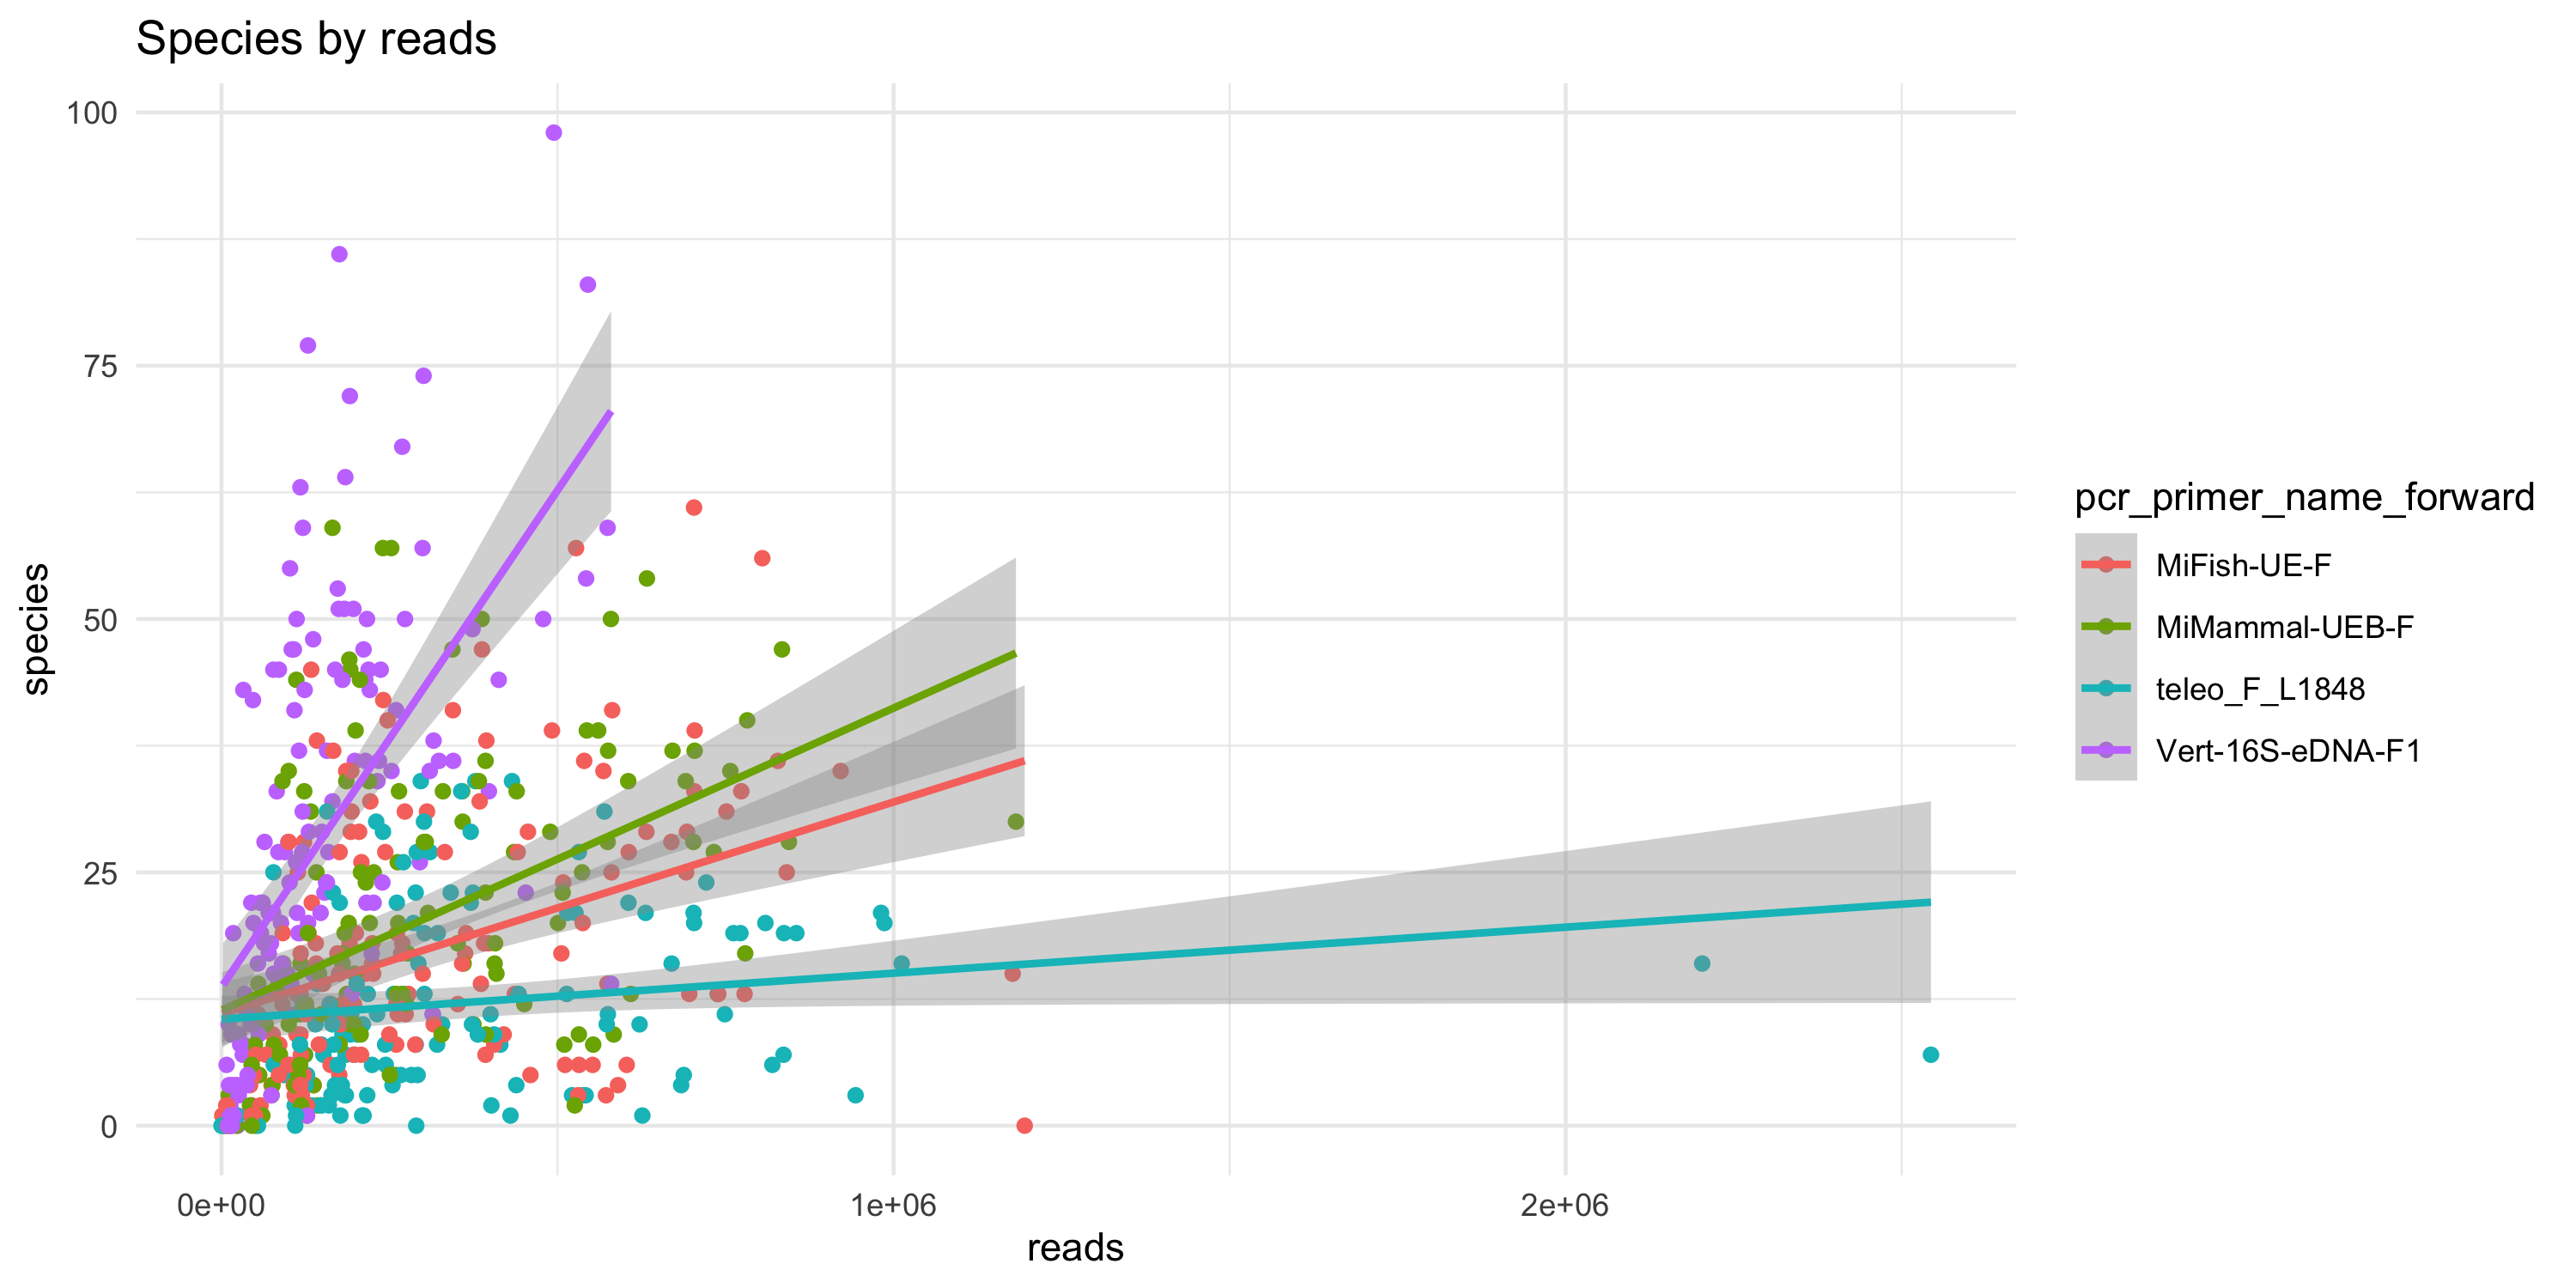 Species by reads
100
75
50
25
0
species
0e+00
1e+06
2e+06
reads
pcr_primer_name_forward
MiFish-UE-F
MiMammal-UEB-F
teleo_F_L1848
Vert-16S-eDNA-F1